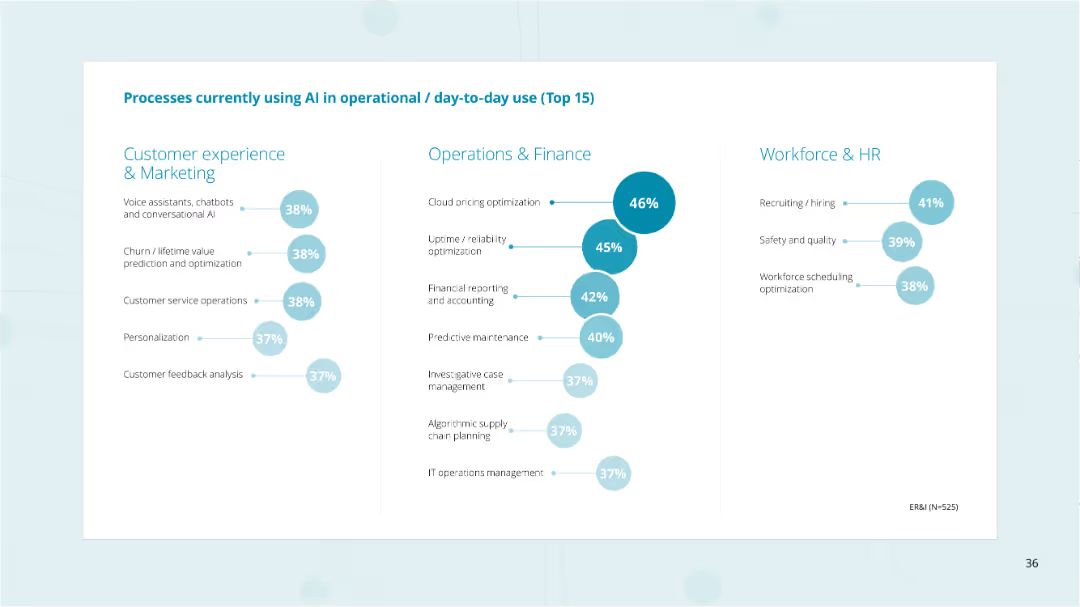 Processes currently using AI in operational / day-to-day use (Top 15)
Customer experience
& Marketing
Voice assistants, chatbots
and conversational AI
38%
Churn / lifetime value
prediction and optimization
38%
Customer service operations
38%
Personalization
37%
Customer feedback analysis
37%
Operations & Finance
Cloud pricing optimization
46%
Uptime / reliability
optimization
45%
Financial reporting
and accounting
42%
Predictive maintenance
40%
Investigative case
management
37%
Algorithmic supply
chain planning
37%
IT operations management
37%
Workforce & HR
Recruiting / hiring
41%
Safety and quality
39%
Workforce scheduling
optimization
38%
ER&I (N=525)
36